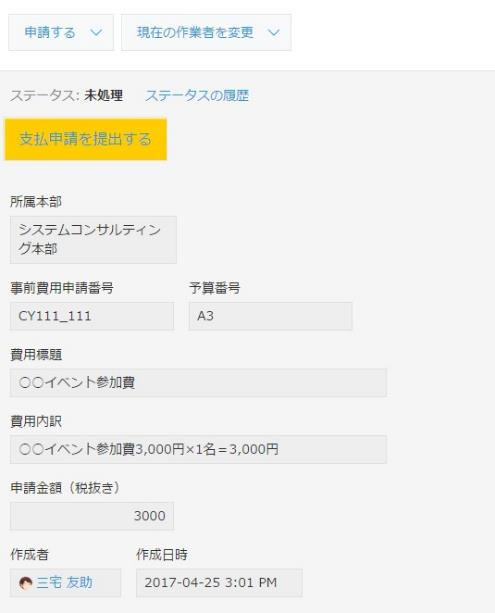 申請する 現在の作業者を変更
ステータス: 未処理 ステータスの履歴
支払申請を提出する
所属本部
システムコンサルティン
グ本部
事前費用申請番号 予算番号
CY111_111 A3
費用標題
○○イベント参加費
費用内訳
○○イベント参加費3,000円×1名=3,000円
申請金額（税抜き）
3000
作成者 作成日時
三宅 友助 2017-04-25 3:01 PM